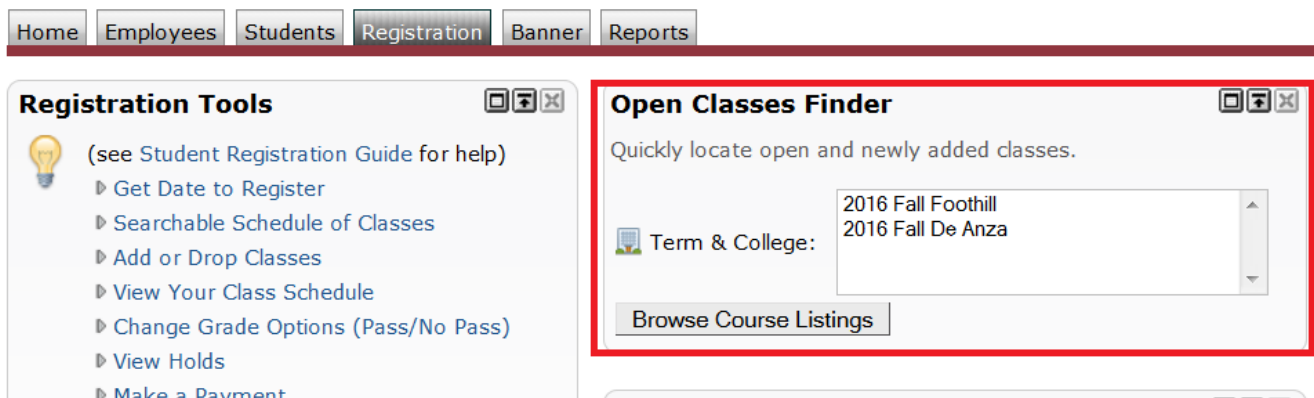 Home Employees Students Registration Banner Reports
Registration Tools
(see Student Registration Guide for help)
Get Date to Register
Searchable Schedule of Classes
Add or Drop Classes
View Your Class Schedule
Change Grade Options (Pass/No Pass)
View Holds
Make a Payment
Open Classes Finder
Quickly locate open and newly added classes.
Term & College:
2016 Fall Foothill
2016 Fall De Anza
Browse Course Listings